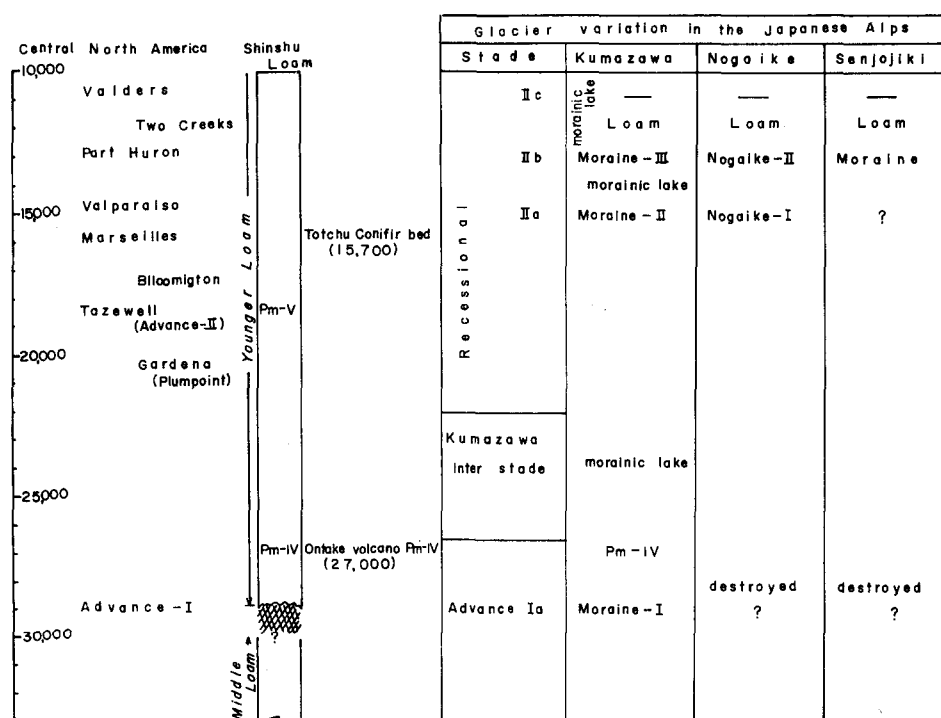 Glacier variation in the Japanese Alps
Central North America Shinshu Loam
Stade Kumazawa Nogaike Senjojiki
10,000
Valders
IIc morainic lake — — —
Two Creeks
Loam Loam Loam
Part Huron
IIb Moraine-III Nogaike-II Moraine
morainic lake
Valparaiso
15,000
IIa Moraine-II Nogaike-I ?
Marseilles
Totchu Conifir bed
(15,700)
Blloomigton
Tazewell
(Advance-II)
Pm-V
Younger Loam
Recessional
20,000
Gardena
(Plumpoint)
Kumazawa
Inter stade
morainic lake
25,000
Pm-IV Ontake volcano Pm-IV
(27,000)
Pm-IV
destroyed destroyed
Advance-I
Advance Ia Moraine-I ? ?
30,000
?
Middle
Loam